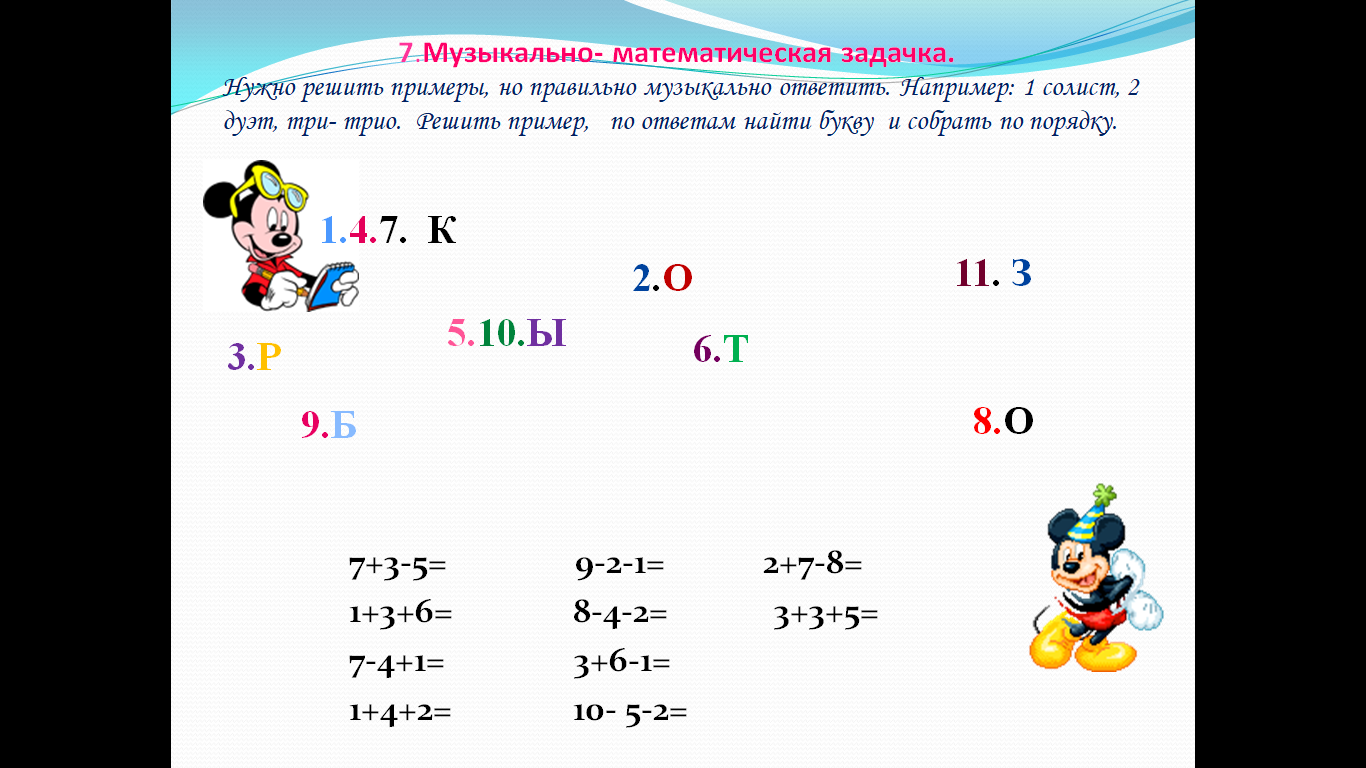 7.Музыкально- математическая задачка.
Нужно решить примеры, но правильно музыкально ответить. Например: 1 солист, 2
дуэт, три- трио. Решить пример, по ответам найти букву и собрать по порядку.
1.4.7. К
2.О
11. З
5.10.Ы
6.Т
3.Р
9.Б
8.О
7+3-5= 9-2-1= 2+7-8=
1+3+6= 8-4-2= 3+3+5=
7-4+1= 3+6-1=
1+4+2= 10- 5-2=